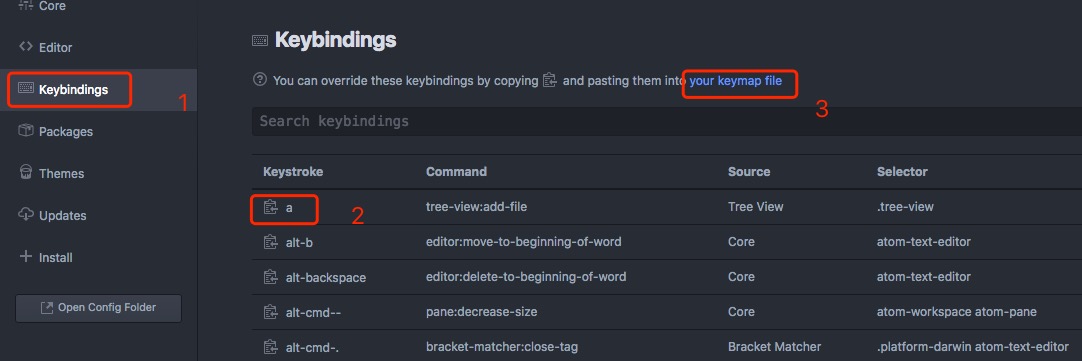 Core
Editor
Keybindings
1
Packages
Themes
Updates
Install
Open Config Folder
Keybindings
You can override these keybindings by copying and pasting them into your keymap file
3
Search keybindings
Keystroke Command Source Selector
a tree-view:add-file Tree View .tree-view
2
alt-b editor:move-to-beginning-of-word Core atom-text-editor
alt-backspace editor:delete-to-beginning-of-word Core atom-text-editor
alt-cmd-- pane:decrease-size Core atom-workspace atom-pane
alt-cmd-. bracket-matcher:close-tag Bracket Matcher .platform-darwin atom-text-editor